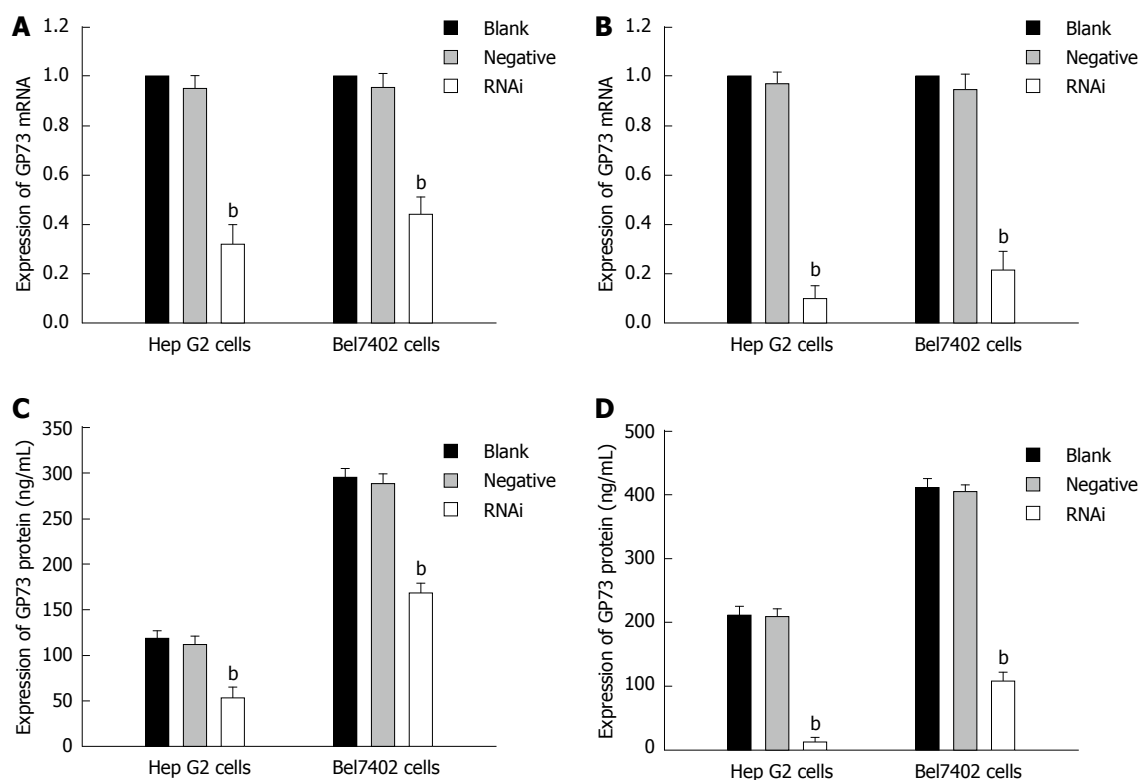 A
Expression of GP73 mRNA
1.2
1.0
0.8
0.6
0.4
0.2
0.0
Blank
Negative
RNAi
b
b
Hep G2 cells
Bel7402 cells
B
Expression of GP73 mRNA
1.2
1.0
0.8
0.6
0.4
0.2
0.0
Blank
Negative
RNAi
b
b
Hep G2 cells
Bel7402 cells
C
Expression of GP73 protein (ng/mL)
350
300
250
200
150
100
50
0
Blank
Negative
RNAi
b
b
Hep G2 cells
Bel7402 cells
D
Expression of GP73 protein (ng/mL)
500
400
300
200
100
0
Blank
Negative
RNAi
b
b
Hep G2 cells
Bel7402 cells